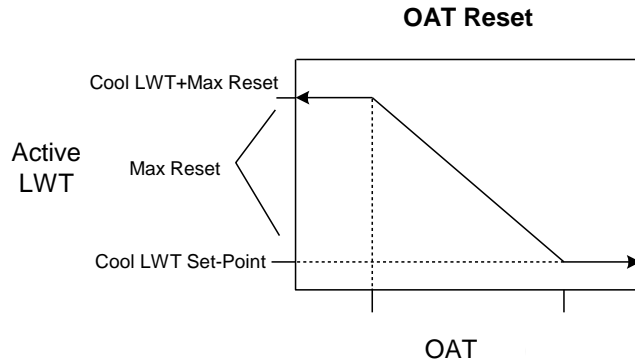 OAT Reset
Cool LWT+Max Reset
Active
LWT
Max Reset
Cool LWT Set-Point
OAT